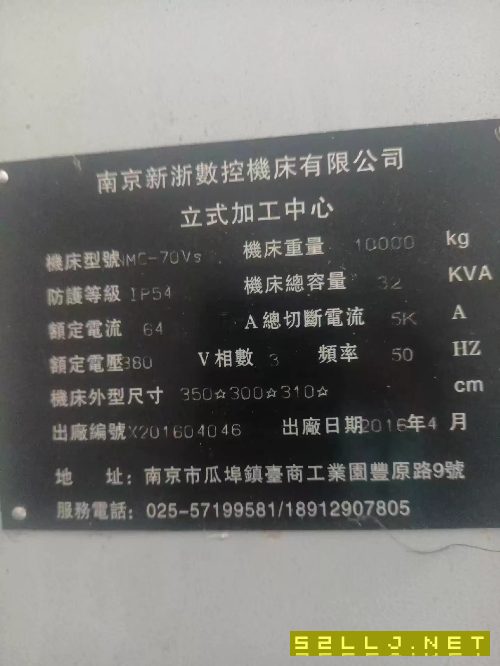 南京新浙數控機床有限公司
立式加工中心
機床型號NMC-70Vs 機床重量 10000 kg
防護等級 IP54 機床總容量 32 KVA
額定電流 64 A 總切斷電流 5K A
額定電壓380 V 相數 3 頻率 50 HZ
機床外型尺寸 350☆300☆310☆ cm
出廠編號X201604046 出廠日期2016年4月
地 址: 南京市瓜埠鎮臺商工業園豐原路9號
服務電話: 025-57199581/18912907805
52LLJ.NET